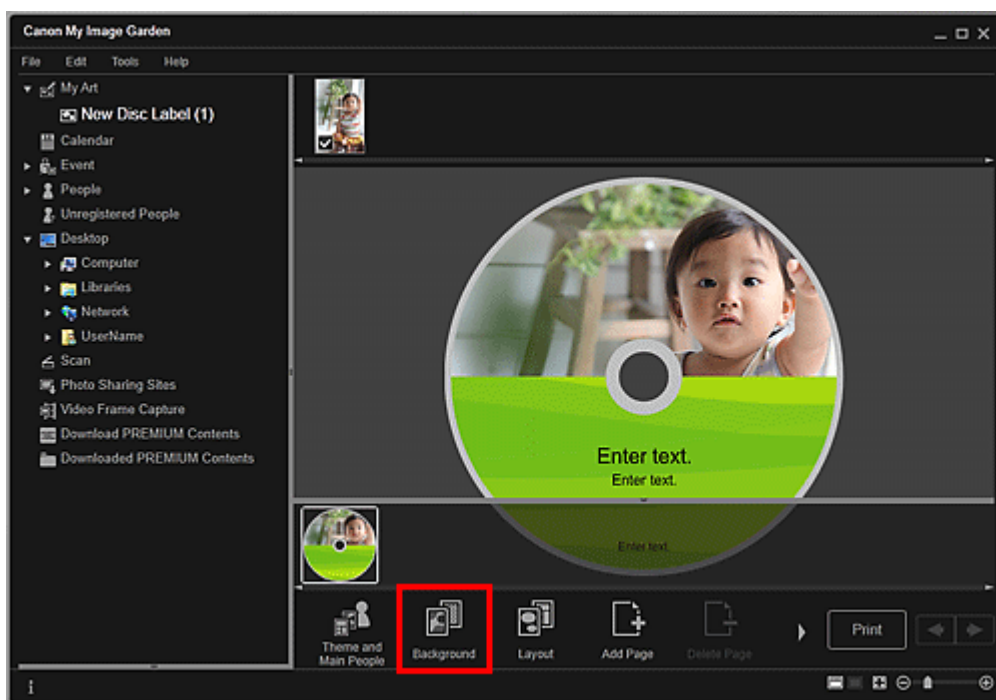 Canon My Image Garden
File Edit Tools Help
My Art
New Disc Label (1)
Calendar
Event
People
Unregistered People
Desktop
Computer
Libraries
Network
UserName
Scan
Photo Sharing Sites
Video Frame Capture
Download PREMIUM Contents
Downloaded PREMIUM Contents
Enter text.
Enter text.
Enter text.
Theme and
Main People
Background
Layout
Add Page
Delete Page
Print